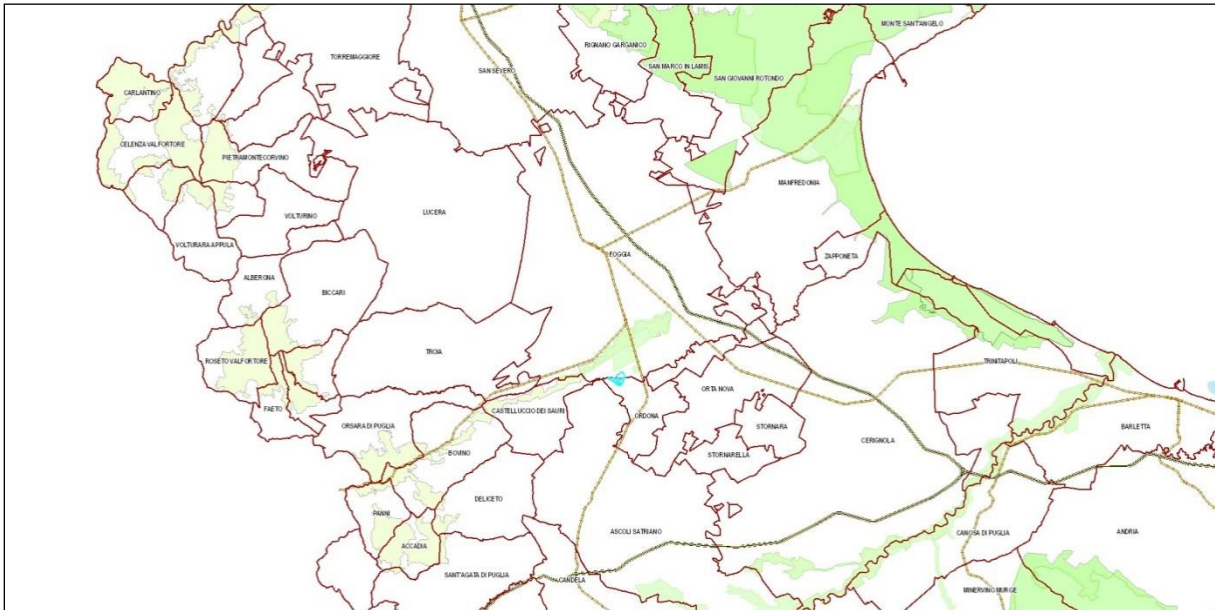 MONTE SANT'ANGELO
RIGNANO GARGANICO
TORREMAGGIORE
SAN MARCO IN LAMIS
SAN SEVERO
SAN GIOVANNI ROTONDO
CARLANTINO
CELENZA VALFORTORE
PIETRAMONTECORVINO
MANFREDONIA
LUCERA
VOLTURINO
VOLTURARA APPULA
FOGGIA
ZAPPONETA
ALBERONA
BICCARI
TROIA
ROSETO VALFORTORE
TRINITAPOLI
ORTA NOVA
FAETO
CASTELLUCCIO DEI SAURI
ORDONA
ORSARA DI PUGLIA
STORNARA
BARLETTA
CERIGNOLA
BOVINO
STORNARELLA
DELICETO
PANNI
ASCOLI SATRIANO
CANOSA DI PUGLIA
ANDRIA
ACCADIA
SANT'AGATA DI PUGLIA
CANDELA
MINERVINO MURGE